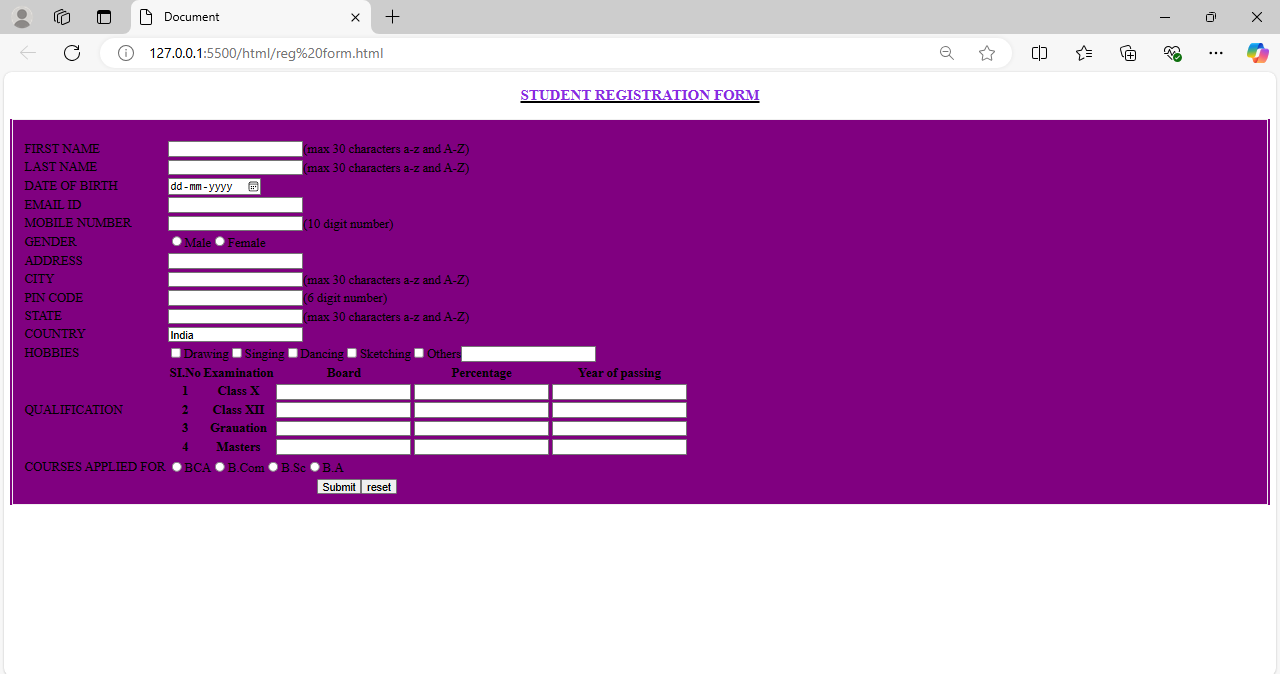 Document
127.0.0.1:5500/html/reg%20form.html
STUDENT REGISTRATION FORM
FIRST NAME (max 30 characters a-z and A-Z)
LAST NAME (max 30 characters a-z and A-Z)
DATE OF BIRTH dd-mm-yyyy
EMAIL ID
MOBILE NUMBER (10 digit number)
GENDER Male Female
ADDRESS
CITY (max 30 characters a-z and A-Z)
PIN CODE (6 digit number)
STATE (max 30 characters a-z and A-Z)
COUNTRY India
HOBBIES Drawing Singing Dancing Sketching Others
SI.No Examination Board Percentage Year of passing
1 Class X
QUALIFICATION 2 Class XII
3 Grauation
4 Masters
COURSES APPLIED FOR BCA B.Com B.Sc B.A
Submit reset